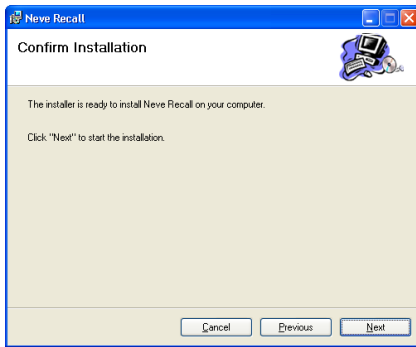 Neve Recall
Confirm Installation
The installer is ready to install Neve Recall on your computer.
Click "Next" to start the installation.
Cancel Previous Next